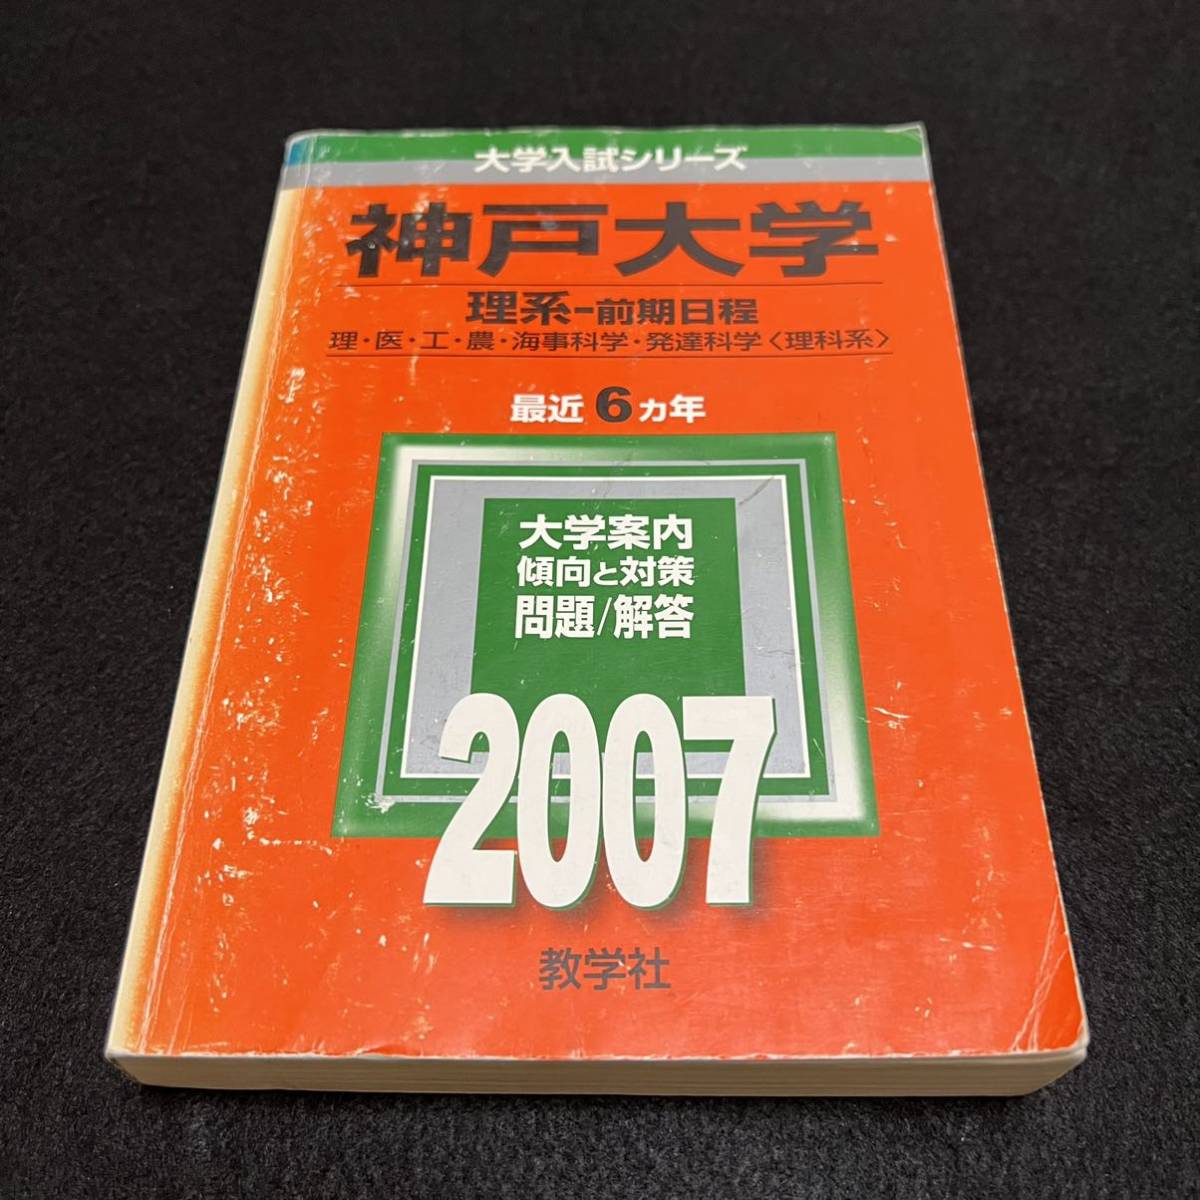 大学入試シリーズ
神戸大学
理系-前期日程
理・医・工・農・海事科学・発達科学〈理科系〉
最近6ヵ年
大学案内
傾向と対策
問題/解答
2007
教学社